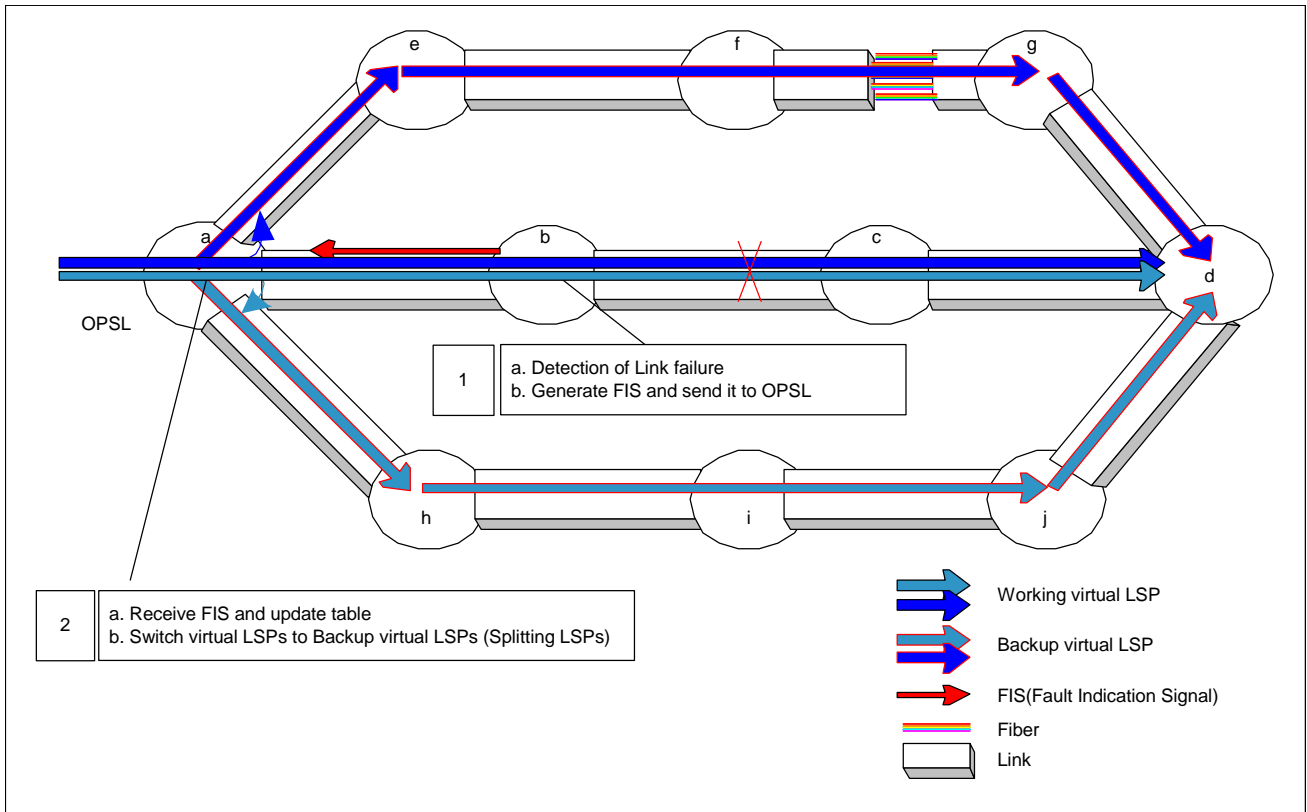 e
f
g
a
b
c
d
OPSL
1
a. Detection of Link failure
b. Generate FIS and send it to OPSL
h
i
j
2
a. Receive FIS and update table
b. Switch virtual LSPs to Backup virtual LSPs (Splitting LSPs)
Working virtual LSP
Backup virtual LSP
FIS(Fault Indication Signal)
Fiber
Link